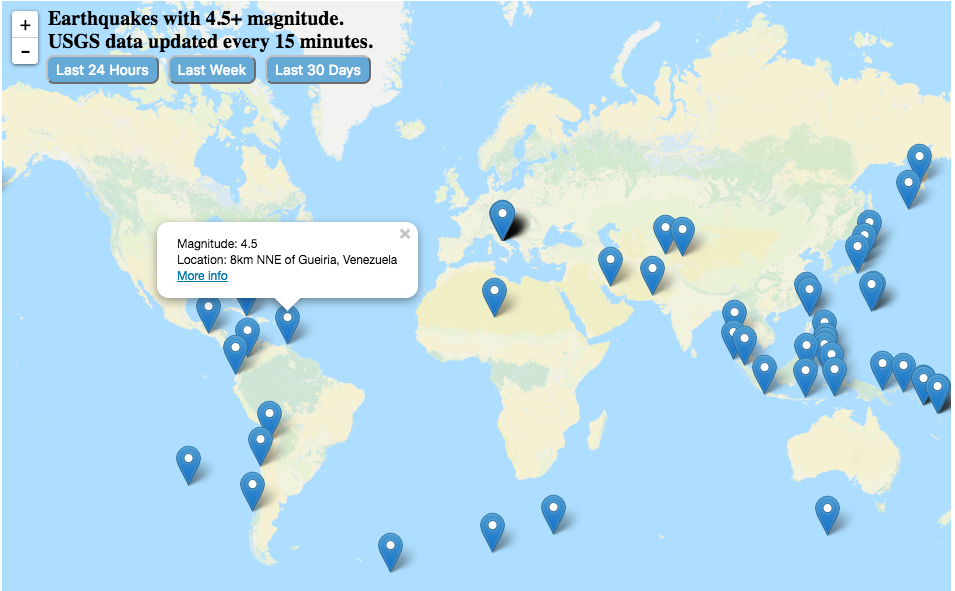 +
−
Earthquakes with 4.5+ magnitude.
USGS data updated every 15 minutes.
Last 24 Hours
Last Week
Last 30 Days
×
Magnitude: 4.5
Location: 8km NNE of Gueiria, Venezuela
More info